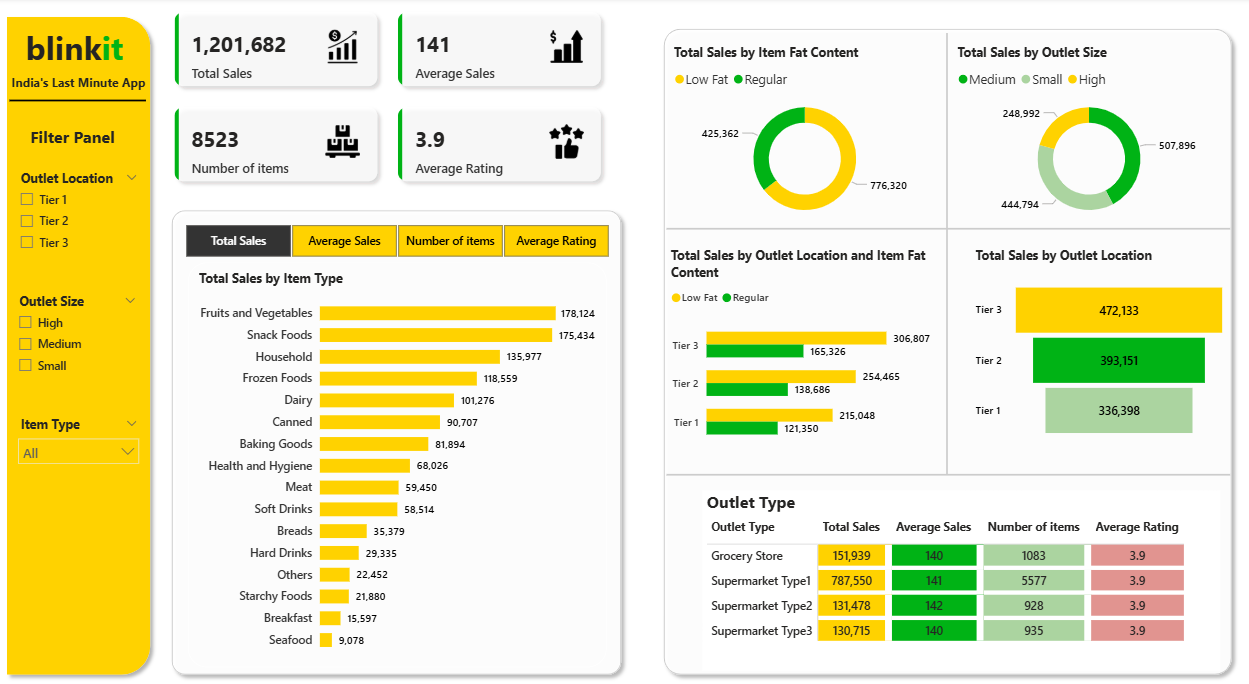 blinkit
India's Last Minute App
Filter Panel
Outlet Location
Tier 1
Tier 2
Tier 3
Outlet Size
High
Medium
Small
Item Type
All
1,201,682
Total Sales
$
141
Average Sales
$
8523
Number of items
3.9
Average Rating
Total Sales Average Sales Number of items Average Rating
Total Sales by Item Type
Fruits and Vegetables 178,124
Snack Foods 175,434
Household 135,977
Frozen Foods 118,559
Dairy 101,276
Canned 90,707
Baking Goods 81,894
Health and Hygiene 68,026
Meat 59,450
Soft Drinks 58,514
Breads 35,379
Hard Drinks 29,335
Others 22,452
Starchy Foods 21,880
Breakfast 15,597
Seafood 9,078
Total Sales by Item Fat Content
Low Fat Regular
425,362
776,320
Total Sales by Outlet Size
Medium Small High
248,992
507,896
444,794
Total Sales by Outlet Location and Item Fat
Content
Low Fat Regular
Tier 3 306,807
165,326
Tier 2 254,465
138,686
Tier 1 215,048
121,350
Total Sales by Outlet Location
Tier 3 472,133
Tier 2 393,151
Tier 1 336,398
Outlet Type
Outlet Type Total Sales Average Sales Number of items Average Rating
Grocery Store 151,939 140 1083 3.9
Supermarket Type1 787,550 141 5577 3.9
Supermarket Type2 131,478 142 928 3.9
Supermarket Type3 130,715 140 935 3.9